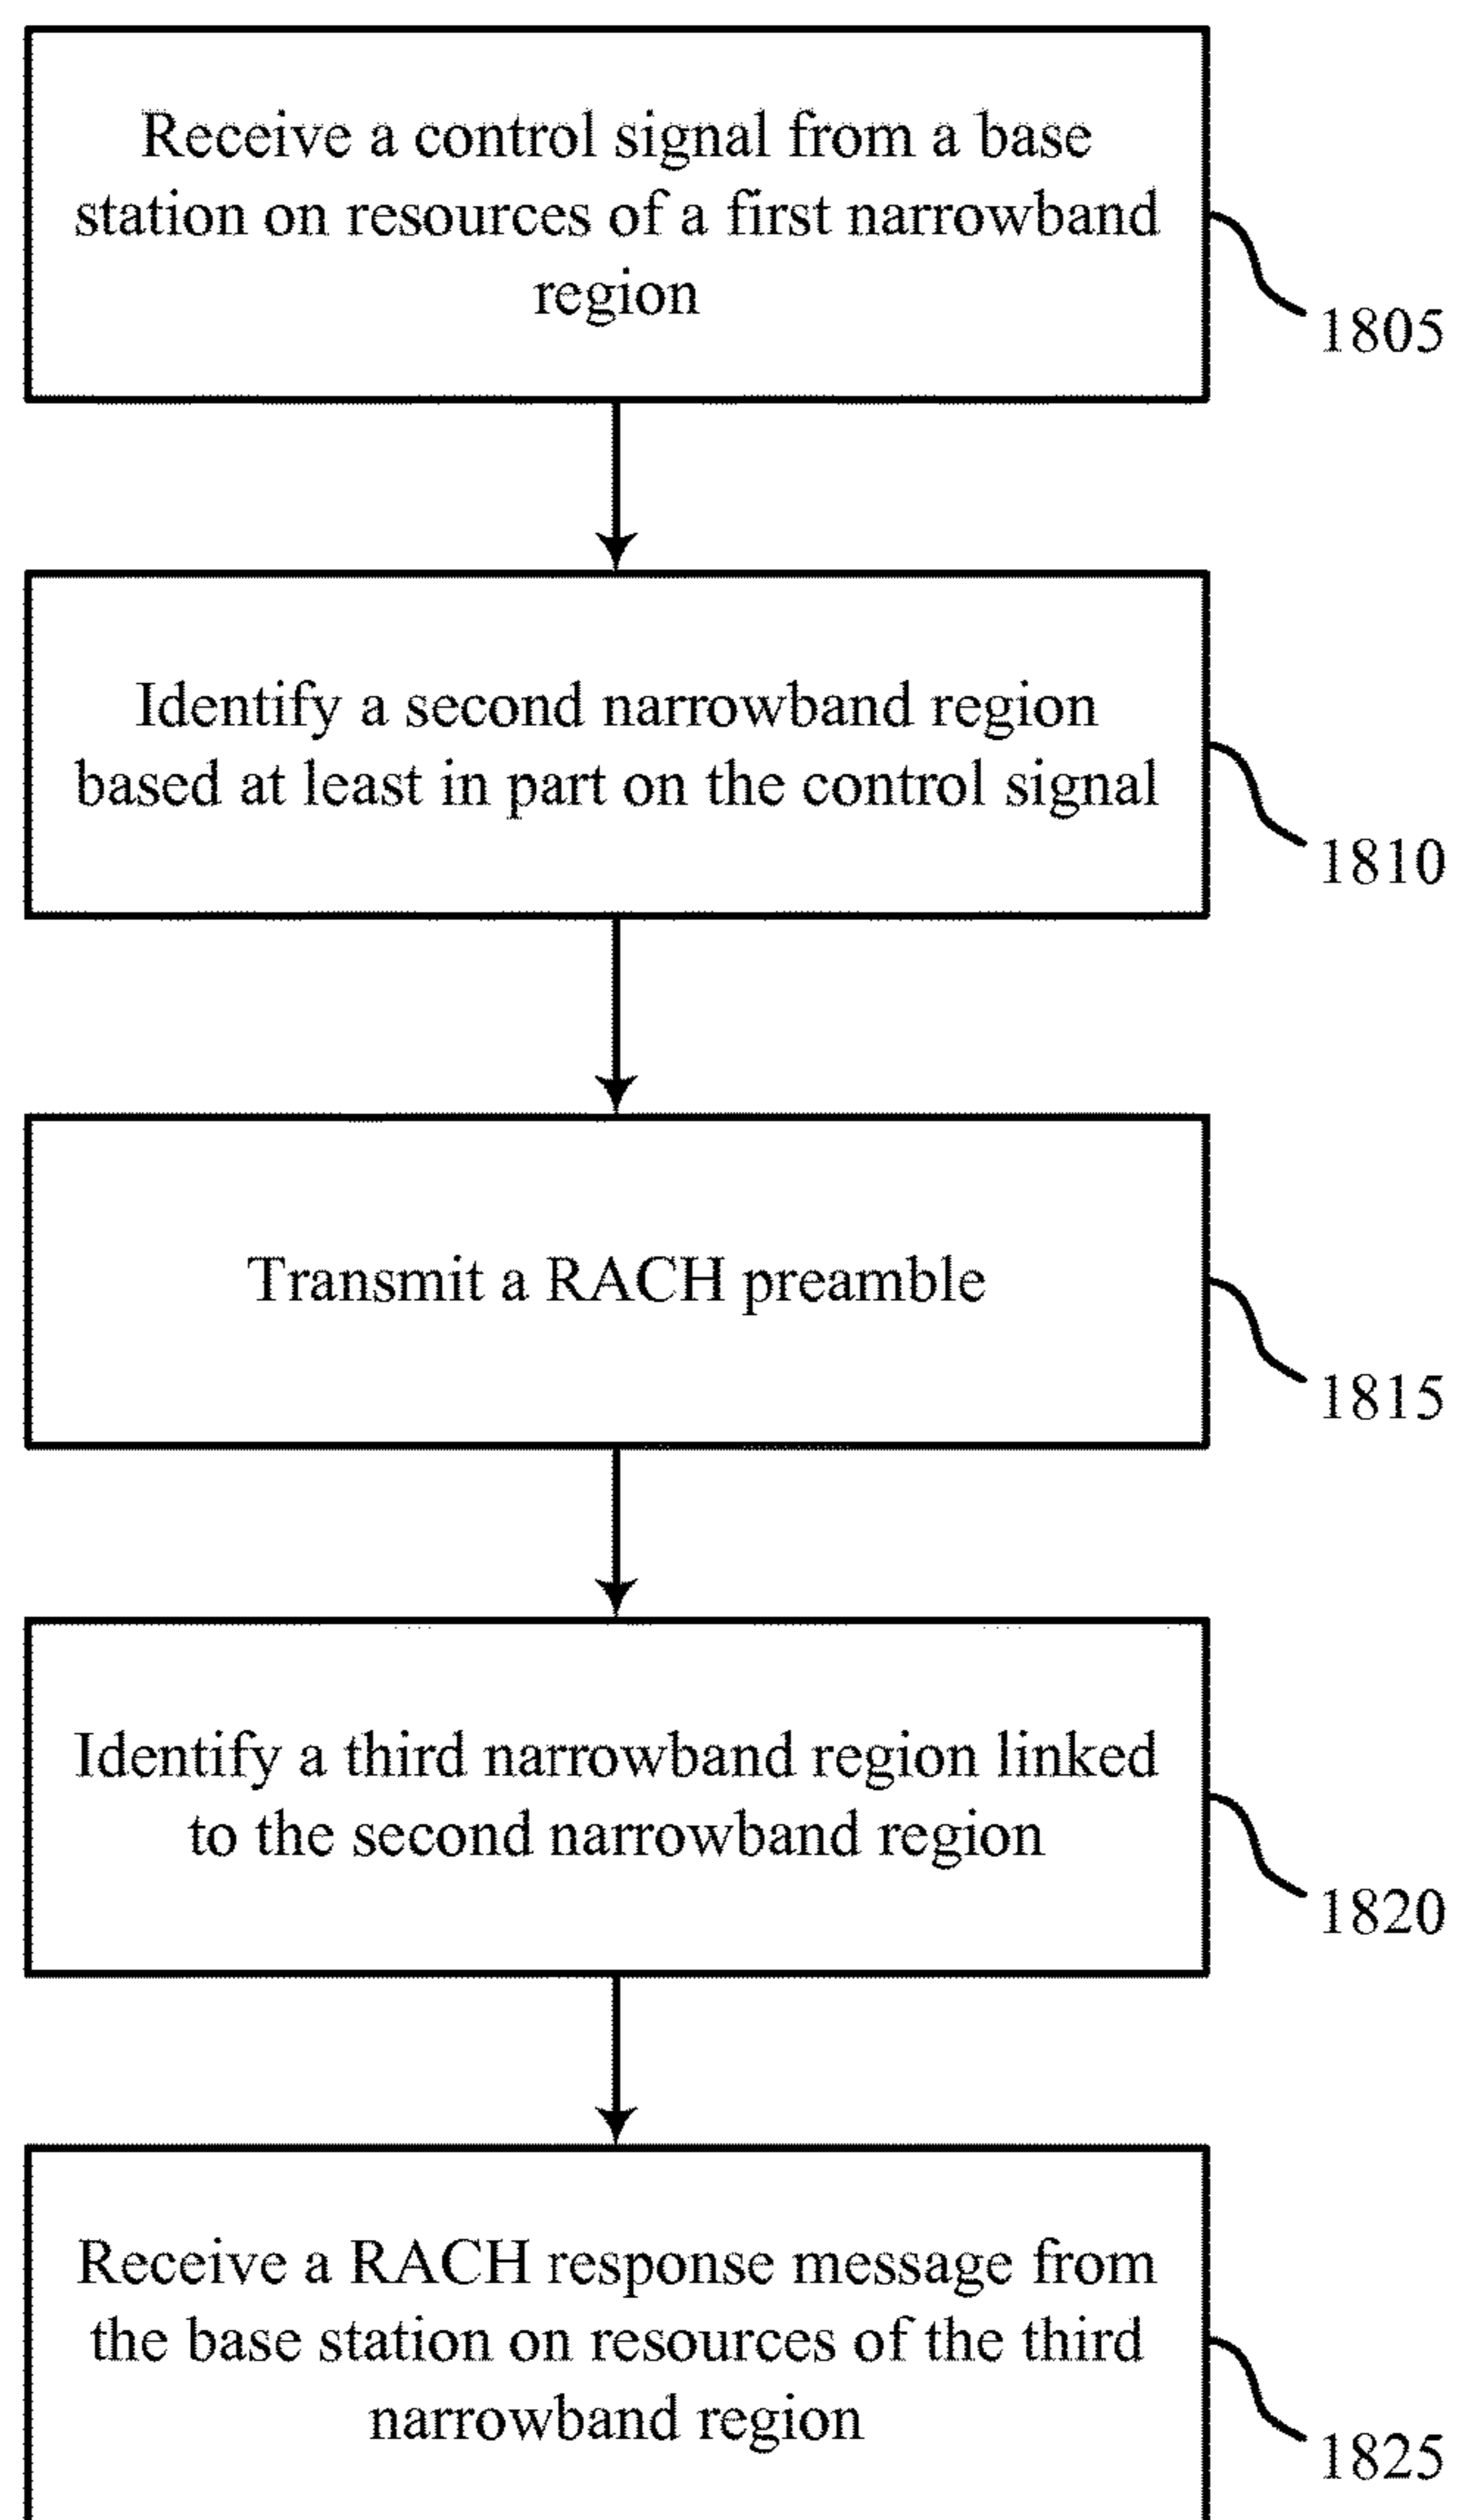 Receive a control signal from a base
station on resources of a first narrowband
region
1805
Identify a second narrowband region
based at least in part on the control signal
1810
Transmit a RACH preamble
1815
Identify a third narrowband region linked
to the second narrowband region
1820
Receive a RACH response message from
the base station on resources of the third
narrowband region
1825